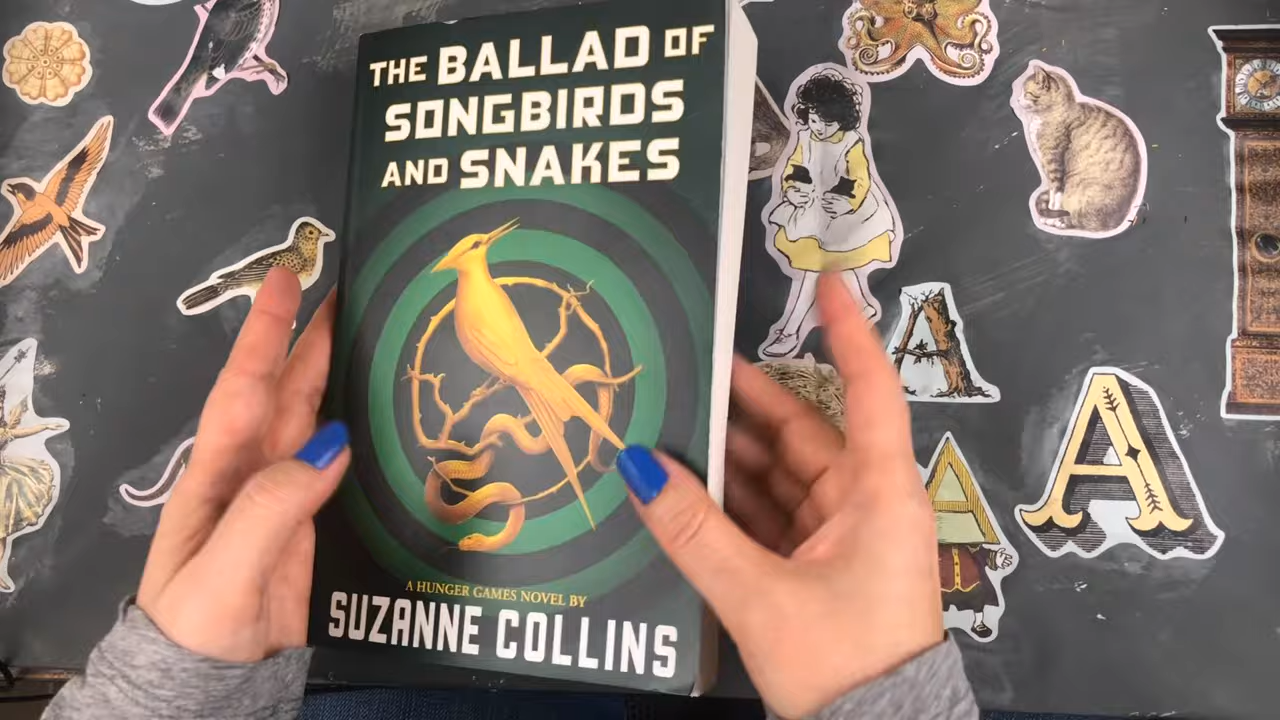 THE BALLAD OF
SONGBIRDS
AND SNAKES
A HUNGER GAMES NOVEL BY
SUZANNE COLLINS
A
A
A